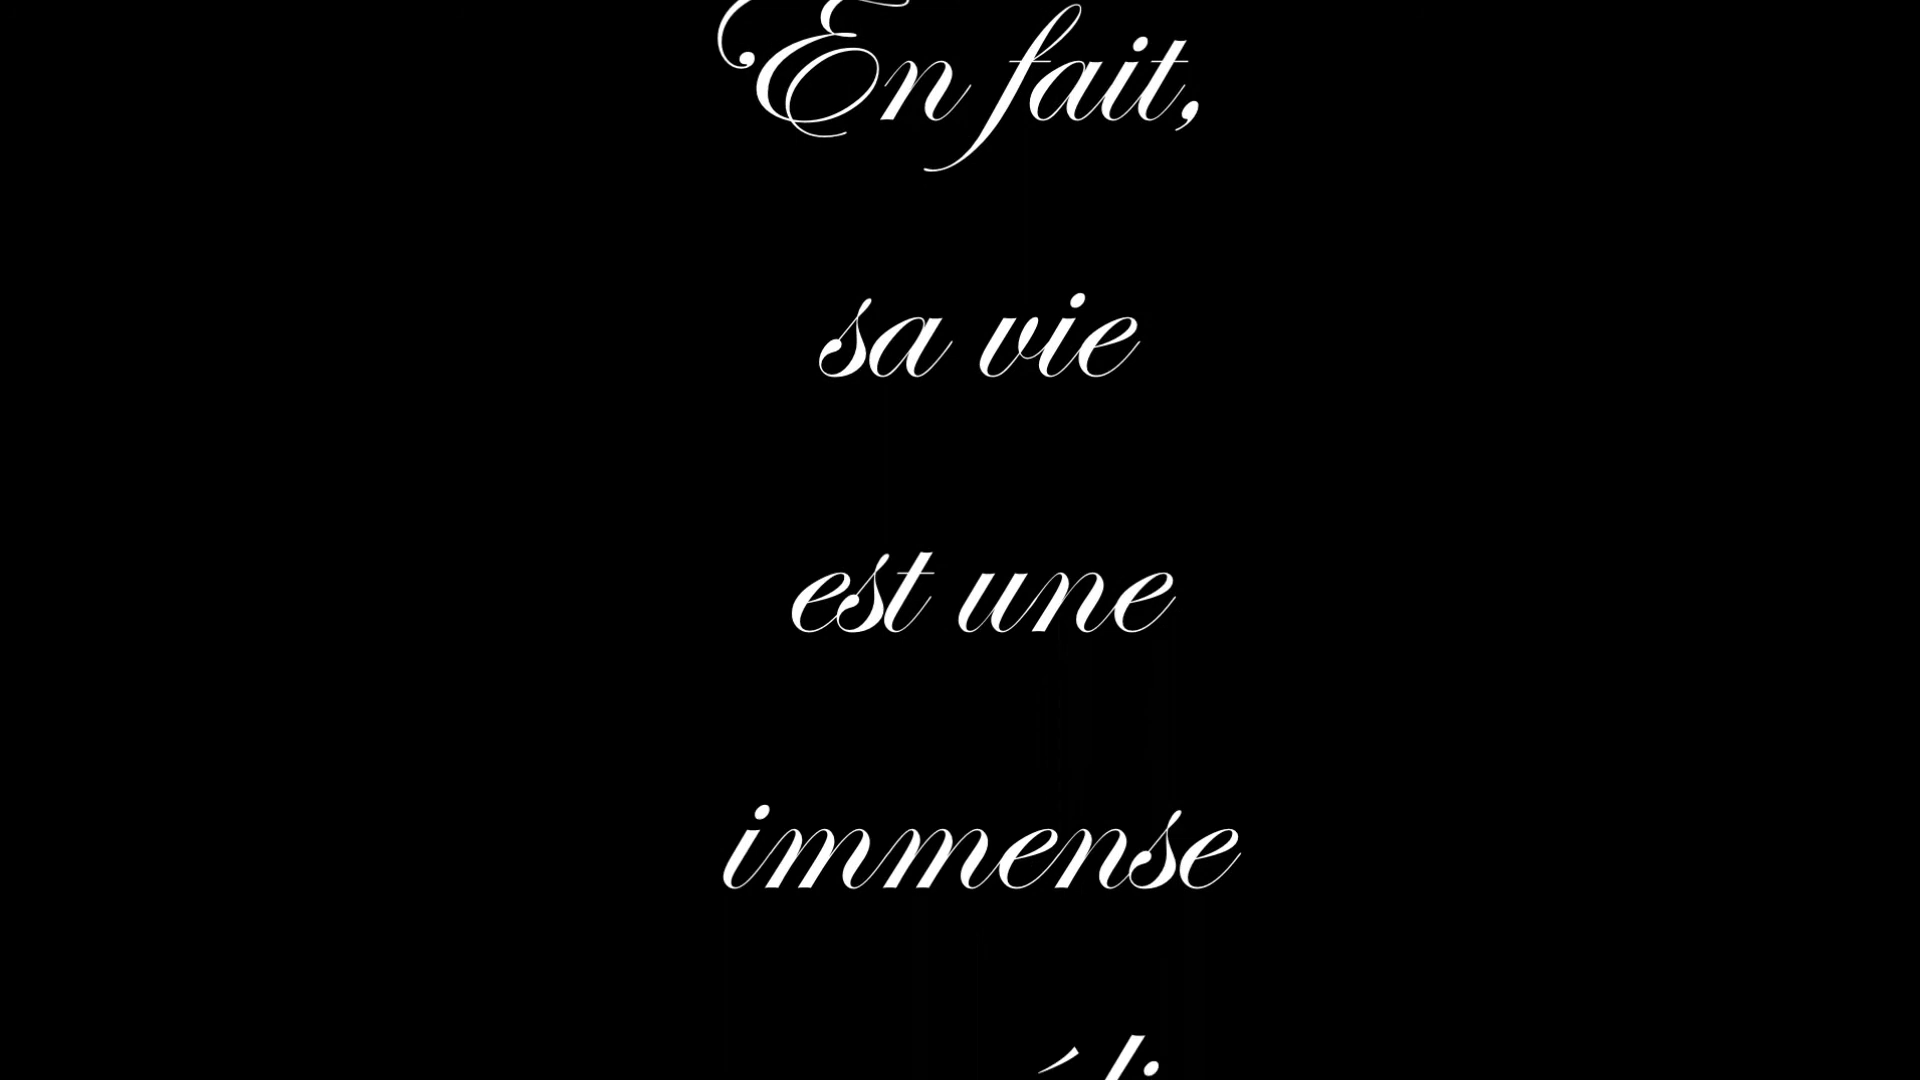 En fait,
sa vie
est une
immense